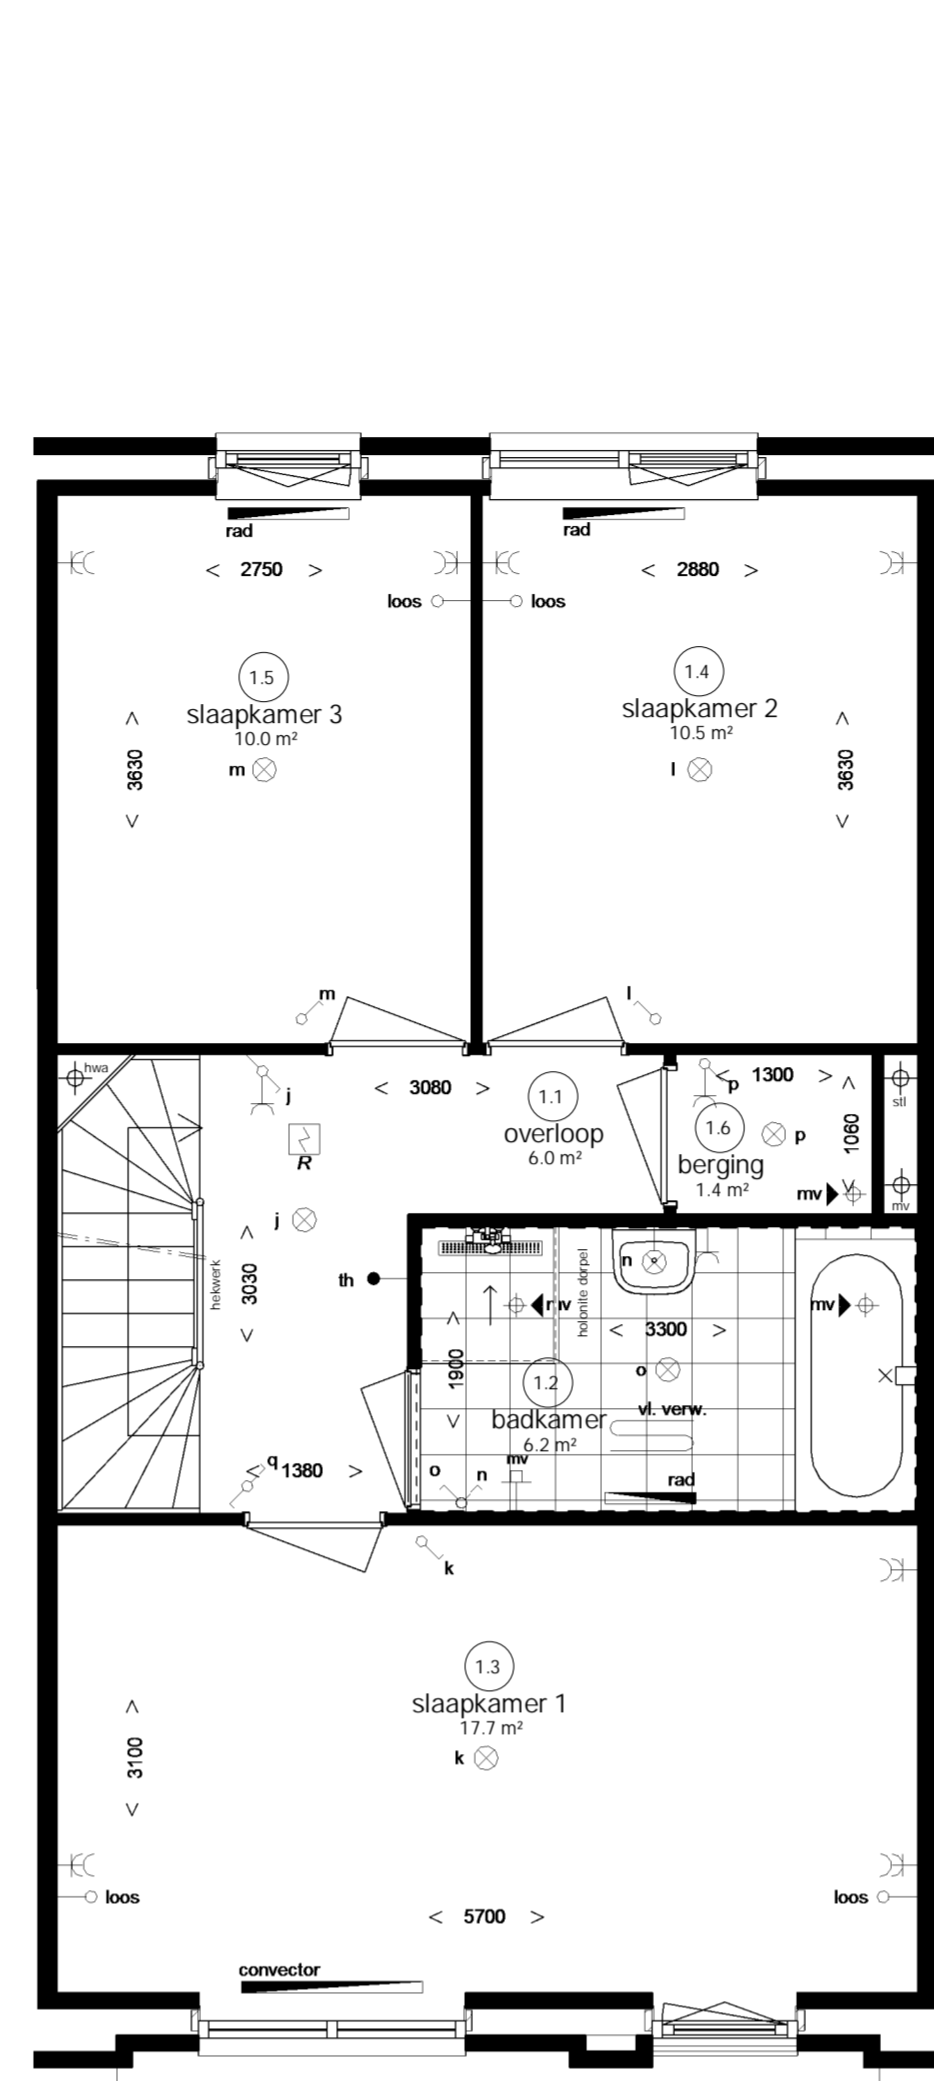 rad
rad
2750
2880
loos
loos
1.5
slaapkamer 3
10.0 m²
m
3630
1.4
slaapkamer 2
10.5 m²
l
3630
m
l
hwa
j
3080
1.1
overloop
6.0 m²
R
j
p
1300
1.6
berging
1.4 m²
p
1060
mv
stl
mv
hekwerk
3030
th
n
holonite dorpel
mv
mv
3300
1900
o
1.2
badkamer
6.2 m²
vl. verw.
mv
o
n
rad
q
1380
k
1.3
slaapkamer 1
17.7 m²
k
3100
loos
loos
5700
convector